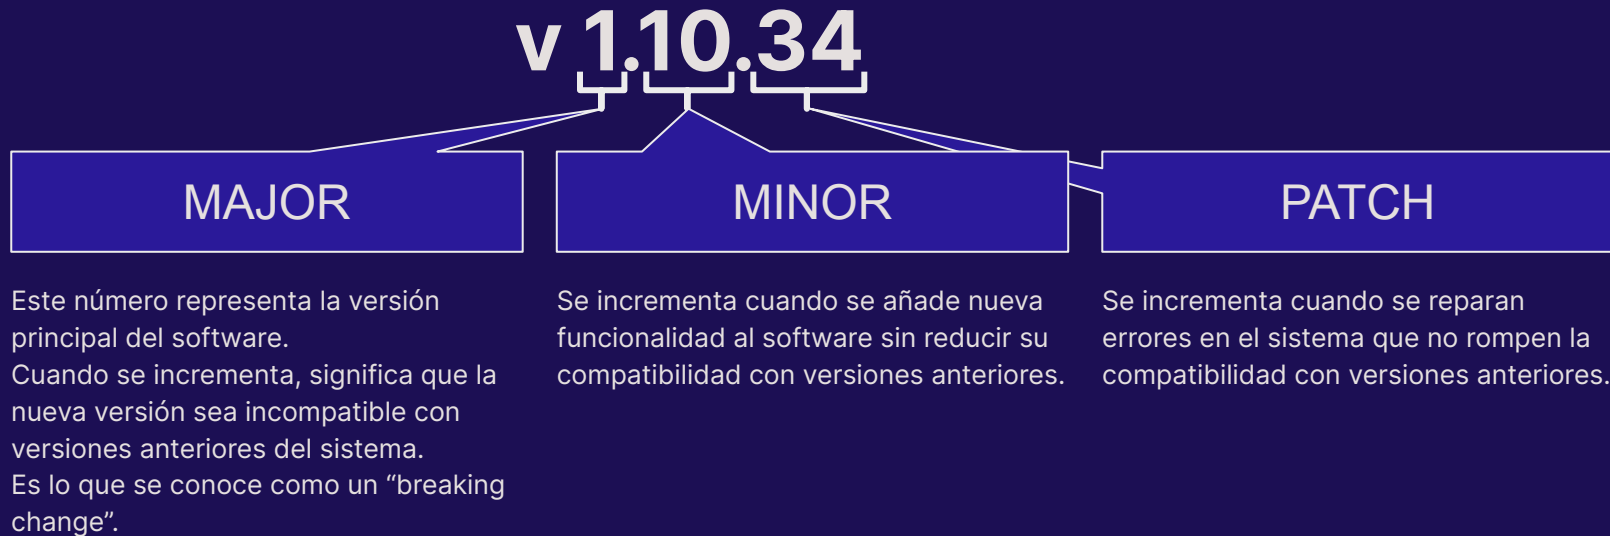 v 1.10.34
MAJOR
Este número representa la versión
principal del software.
Cuando se incrementa, significa que la
nueva versión sea incompatible con
versiones anteriores del sistema.
Es lo que se conoce como un “breaking
change”.
MINOR
Se incrementa cuando se añade nueva
funcionalidad al software sin reducir su
compatibilidad con versiones anteriores.
PATCH
Se incrementa cuando se reparan
errores en el sistema que no rompen la
compatibilidad con versiones anteriores.